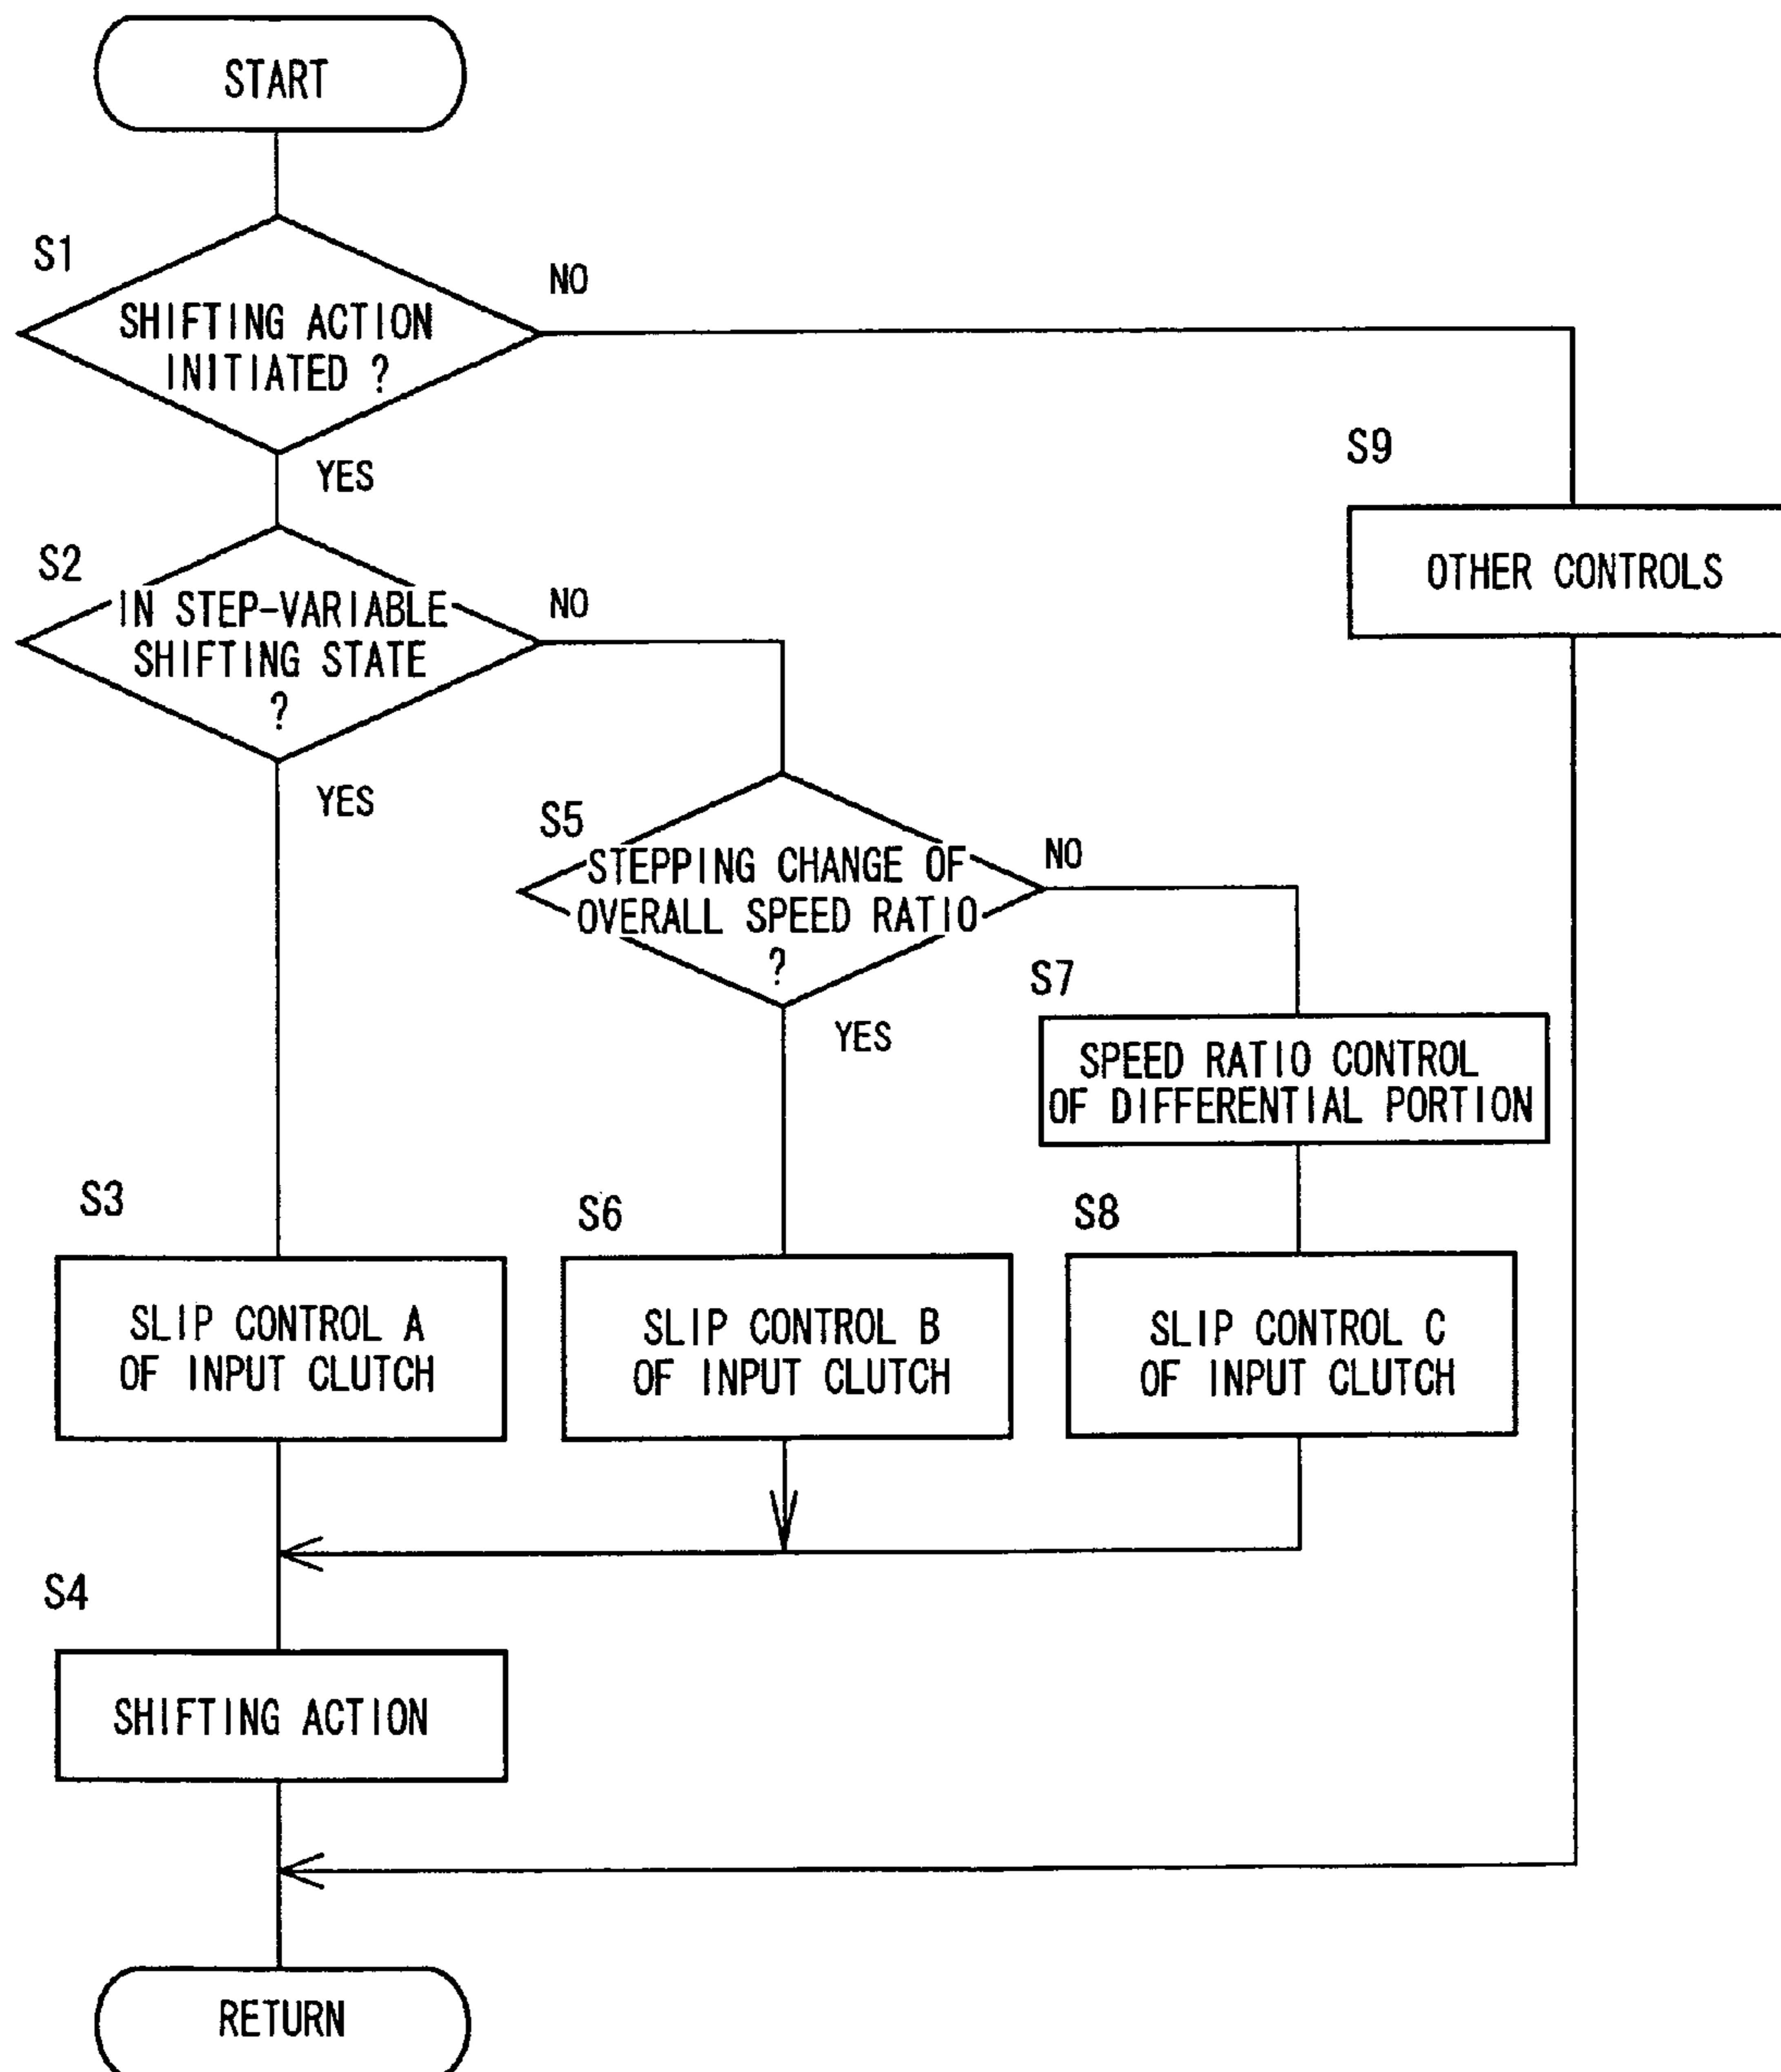 START
S1
SHIFTING ACTION
INITIATED ?
NO
YES
S9
OTHER CONTROLS
S2
IN STEP-VARIABLE
SHIFTING STATE
?
NO
YES
S5
STEPPING CHANGE OF
OVERALL SPEED RATIO
?
NO
YES
S7
SPEED RATIO CONTROL
OF DIFFERENTIAL PORTION
S3
SLIP CONTROL A
OF INPUT CLUTCH
S6
SLIP CONTROL B
OF INPUT CLUTCH
S8
SLIP CONTROL C
OF INPUT CLUTCH
S4
SHIFTING ACTION
RETURN